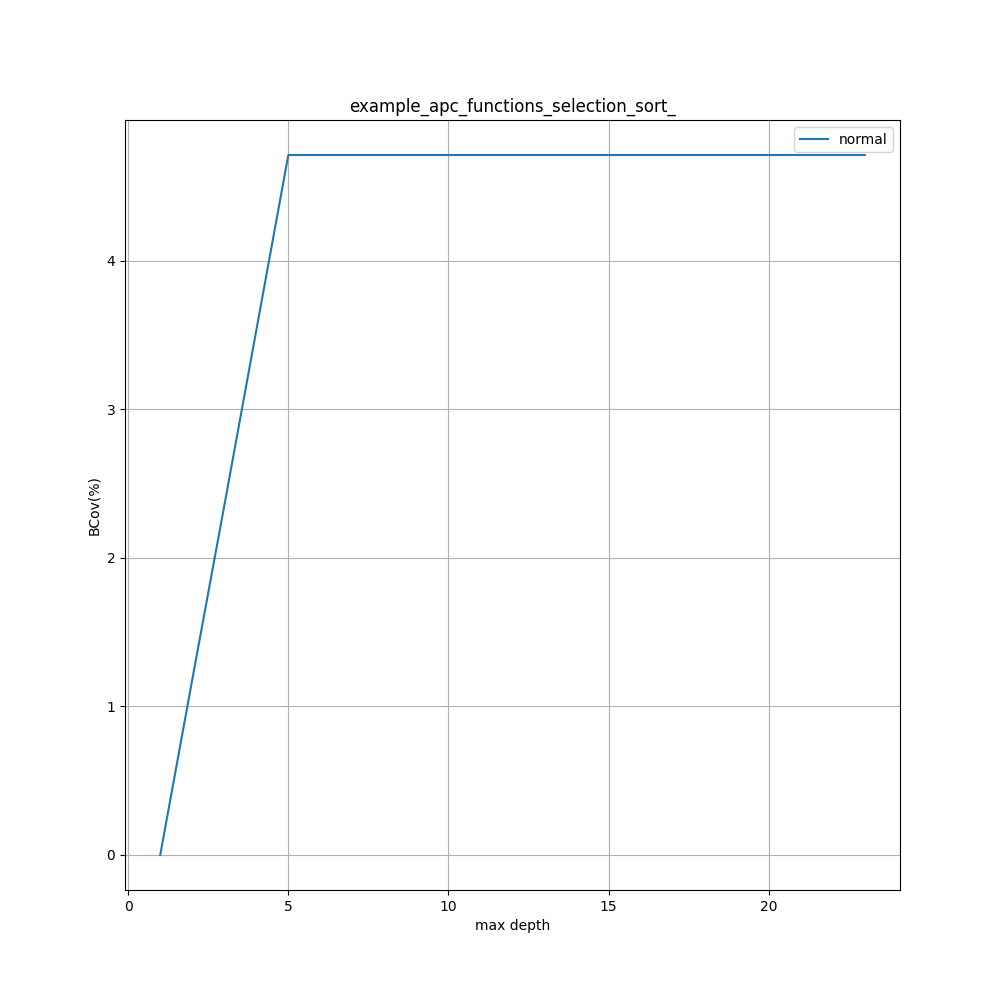 example_apc_functions_selection_sort_
normal
4
3
2
1
0
BCov(%)
0 5 10 15 20
max depth